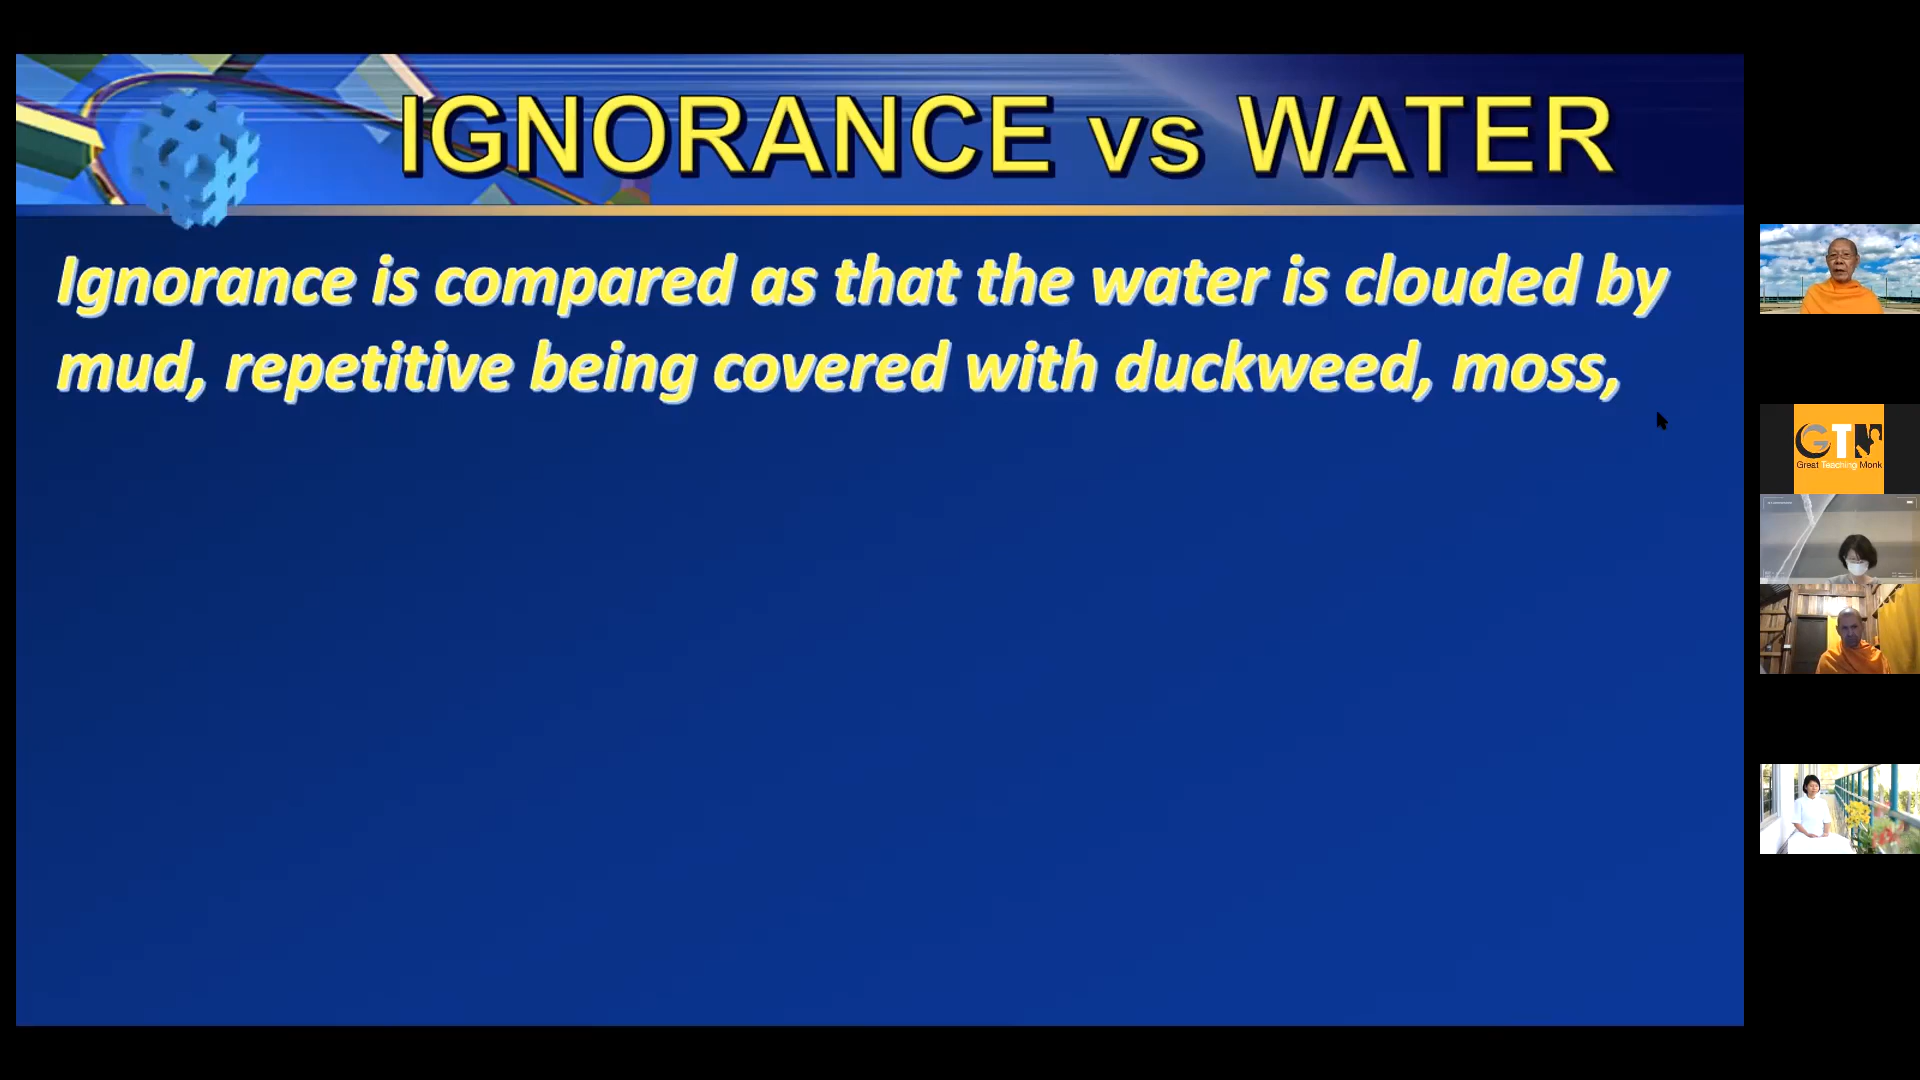 IGNORANCE vs WATER
Ignorance is compared as that the water is clouded by
mud, repetitive being covered with duckweed, moss,
GTM
Great Teaching Monk